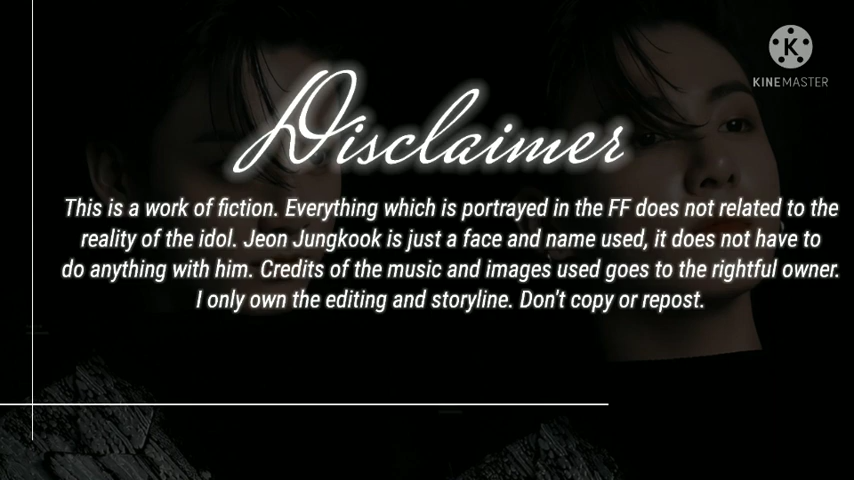 KINEMASTER
Disclaimer
This is a work of fiction. Everything which is portrayed in the FF does not related to the
reality of the idol. Jeon Jungkook is just a face and name used, it does not have to
do anything with him. Credits of the music and images used goes to the rightful owner.
I only own the editing and storyline. Don't copy or repost.